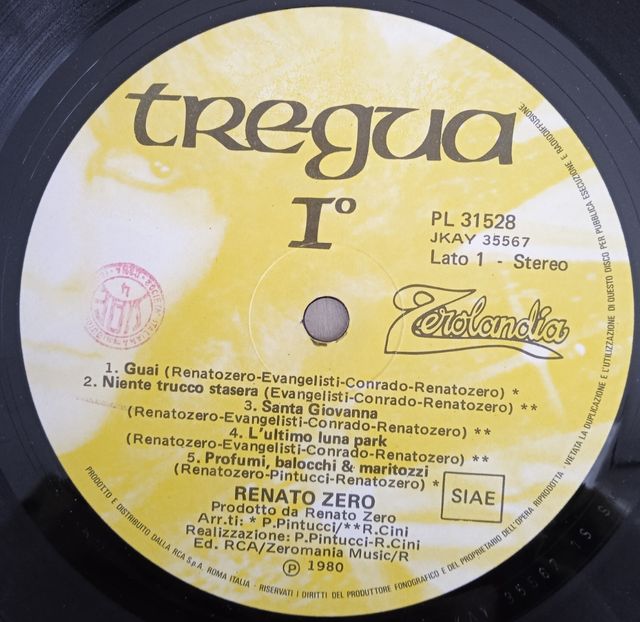 tregua
I°
PL 31528
JKAY 35567
Lato 1 - Stereo
Zerolandia
1. Guai (Renatozero-Evangelisti-Conrado-Renatozero) *
2. Niente trucco stasera (Evangelisti-Conrado-Renatozero) **
3. Santa Giovanna
(Renatozero-Evangelisti-Conrado-Renatozero) **
4. L'ultimo luna park
(Renatozero-Evangelisti-Conrado-Renatozero) **
5. Profumi, balocchi & maritozzi
(Renatozero-Pintucci-Renatozero) *
SIAE
RENATO ZERO
Prodotto da Renato Zero
Arr.ti: * P.Pintucci/**R.Cini
Realizzazione: P.Pintucci-R.Cini
Ed. RCA/Zeromania Music/R
P 1980
PRODOTTO E DISTRIBUITO DALLA RCA S.p.A. ROMA ITALIA - RISERVATI I DIRITTI DEL PRODUTTORE FONOGRAFICO E DEL PROPRIETARIO DELL'OPERA RIPRODOTTA - VIETATA LA DUPLICAZIONE E L'UTILIZZAZIONE DI QUESTO DISCO PER PUBBLICA ESECUZIONE E RADIODIFFUSIONE